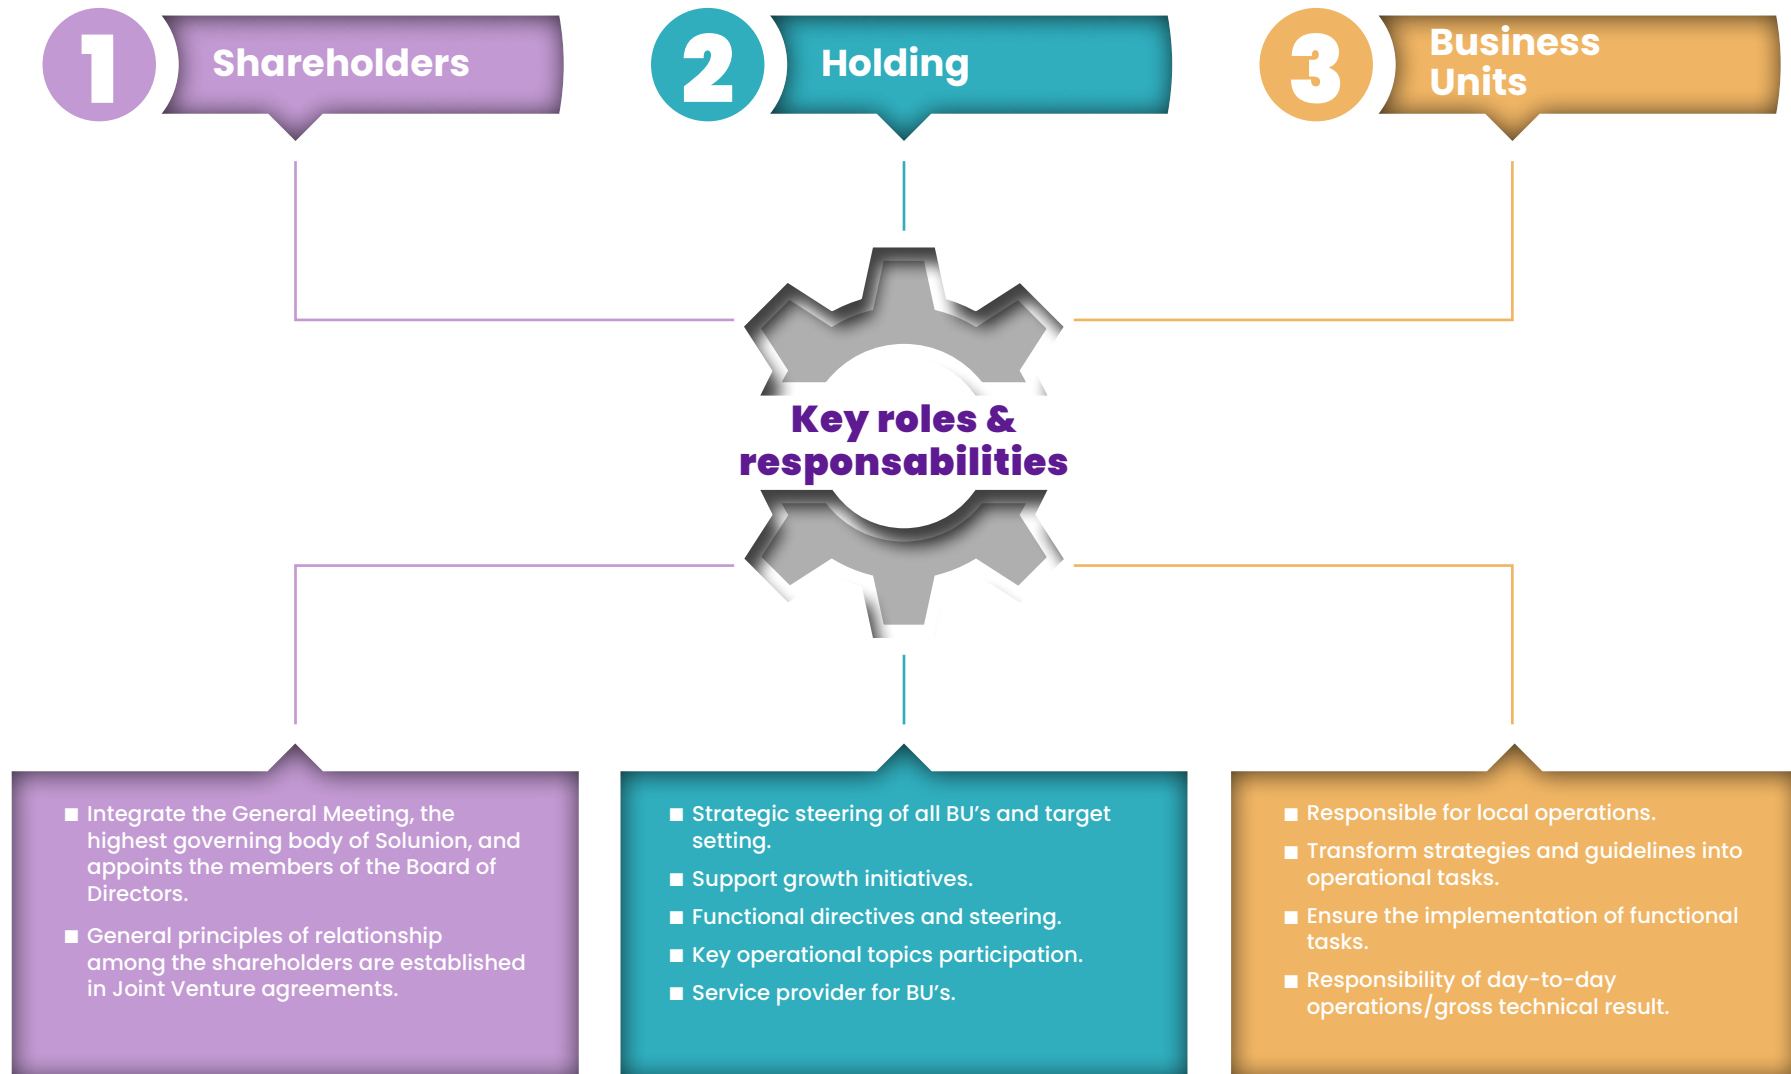 1
Shareholders
2
Holding
3
Business
Units
Key roles &
responsabilities
■ Integrate the General Meeting, the
highest governing body of Solunion, and
appoints the members of the Board of
Directors.
■ General principles of relationship
among the shareholders are established
in Joint Venture agreements.
■ Strategic steering of all BU’s and target
setting.
■ Support growth initiatives.
■ Functional directives and steering.
■ Key operational topics participation.
■ Service provider for BU’s.
■ Responsible for local operations.
■ Transform strategies and guidelines into
operational tasks.
■ Ensure the implementation of functional
tasks.
■ Responsibility of day-to-day
operations/gross technical result.